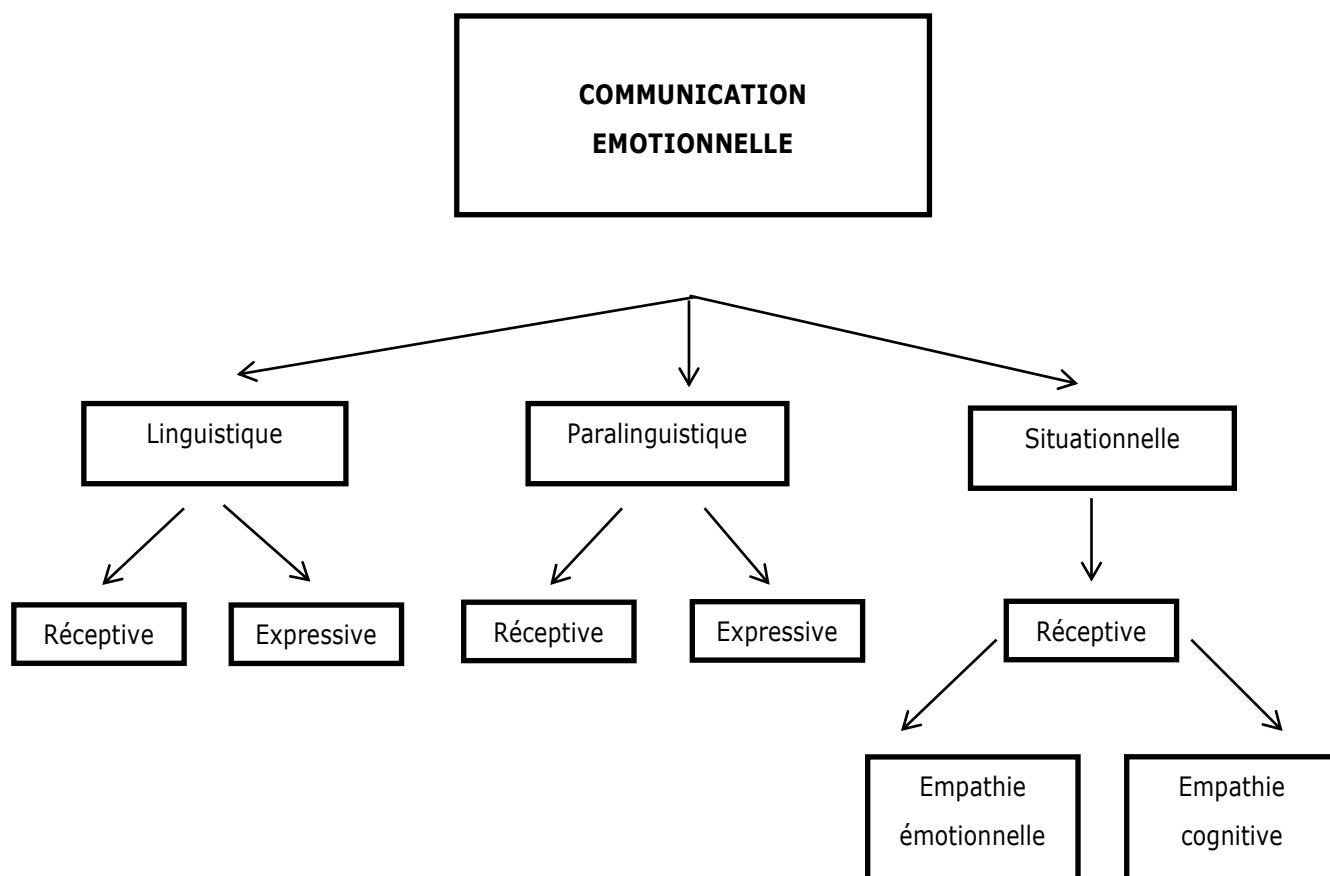 COMMUNICATION
EMOTIONNELLE
Linguistique
Paralinguistique
Situationnelle
Réceptive
Expressive
Réceptive
Expressive
Réceptive
Empathie
émotionnelle
Empathie
cognitive